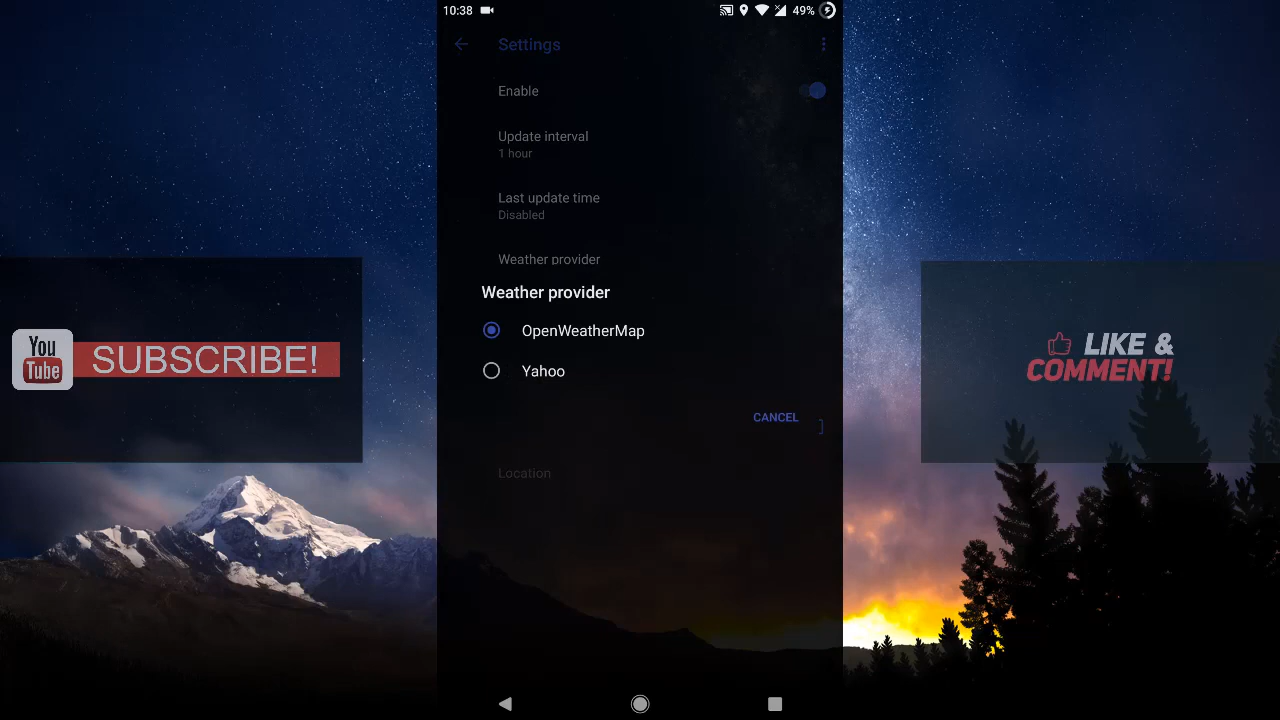 10:38
49%
Settings
Enable
Update interval
1 hour
Last update time
Disabled
Weather provider
Weather provider
OpenWeatherMap
Yahoo
CANCEL
Location
You
Tube
SUBSCRIBE!
LIKE &
COMMENT!